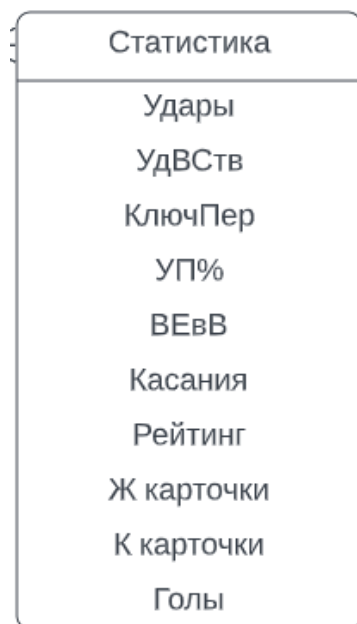 Статистика
Удары
УдВСтв
КлючПер
УП%
ВЕвВ
Касания
Рейтинг
Ж карточки
К карточки
Голы